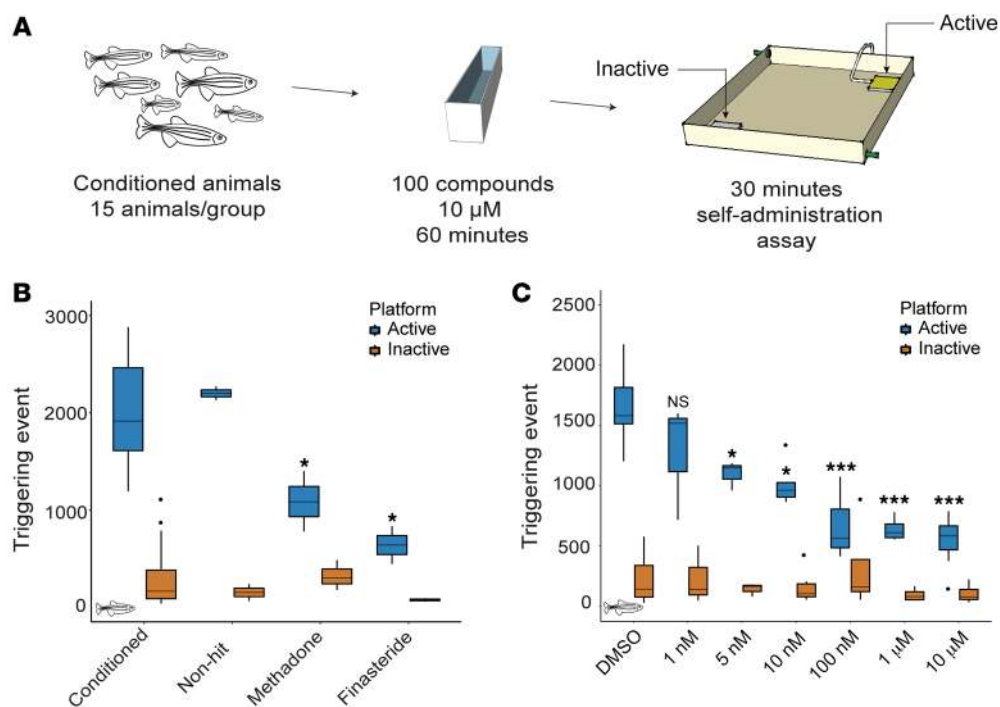 A
Conditioned animals
15 animals/group
100 compounds
10 µM
60 minutes
Inactive
Active
30 minutes
self-administration
assay
B
Triggering event
3000
2000
1000
0
Platform
Active
Inactive
*
*
Conditioned
Non-hit
Methadone
Finasteride
C
Triggering event
2500
2000
1500
1000
500
0
Platform
Active
Inactive
NS
*
*
***
***
***
DMSO
1 nM
5 nM
10 nM
100 nM
1 µM
10 µM